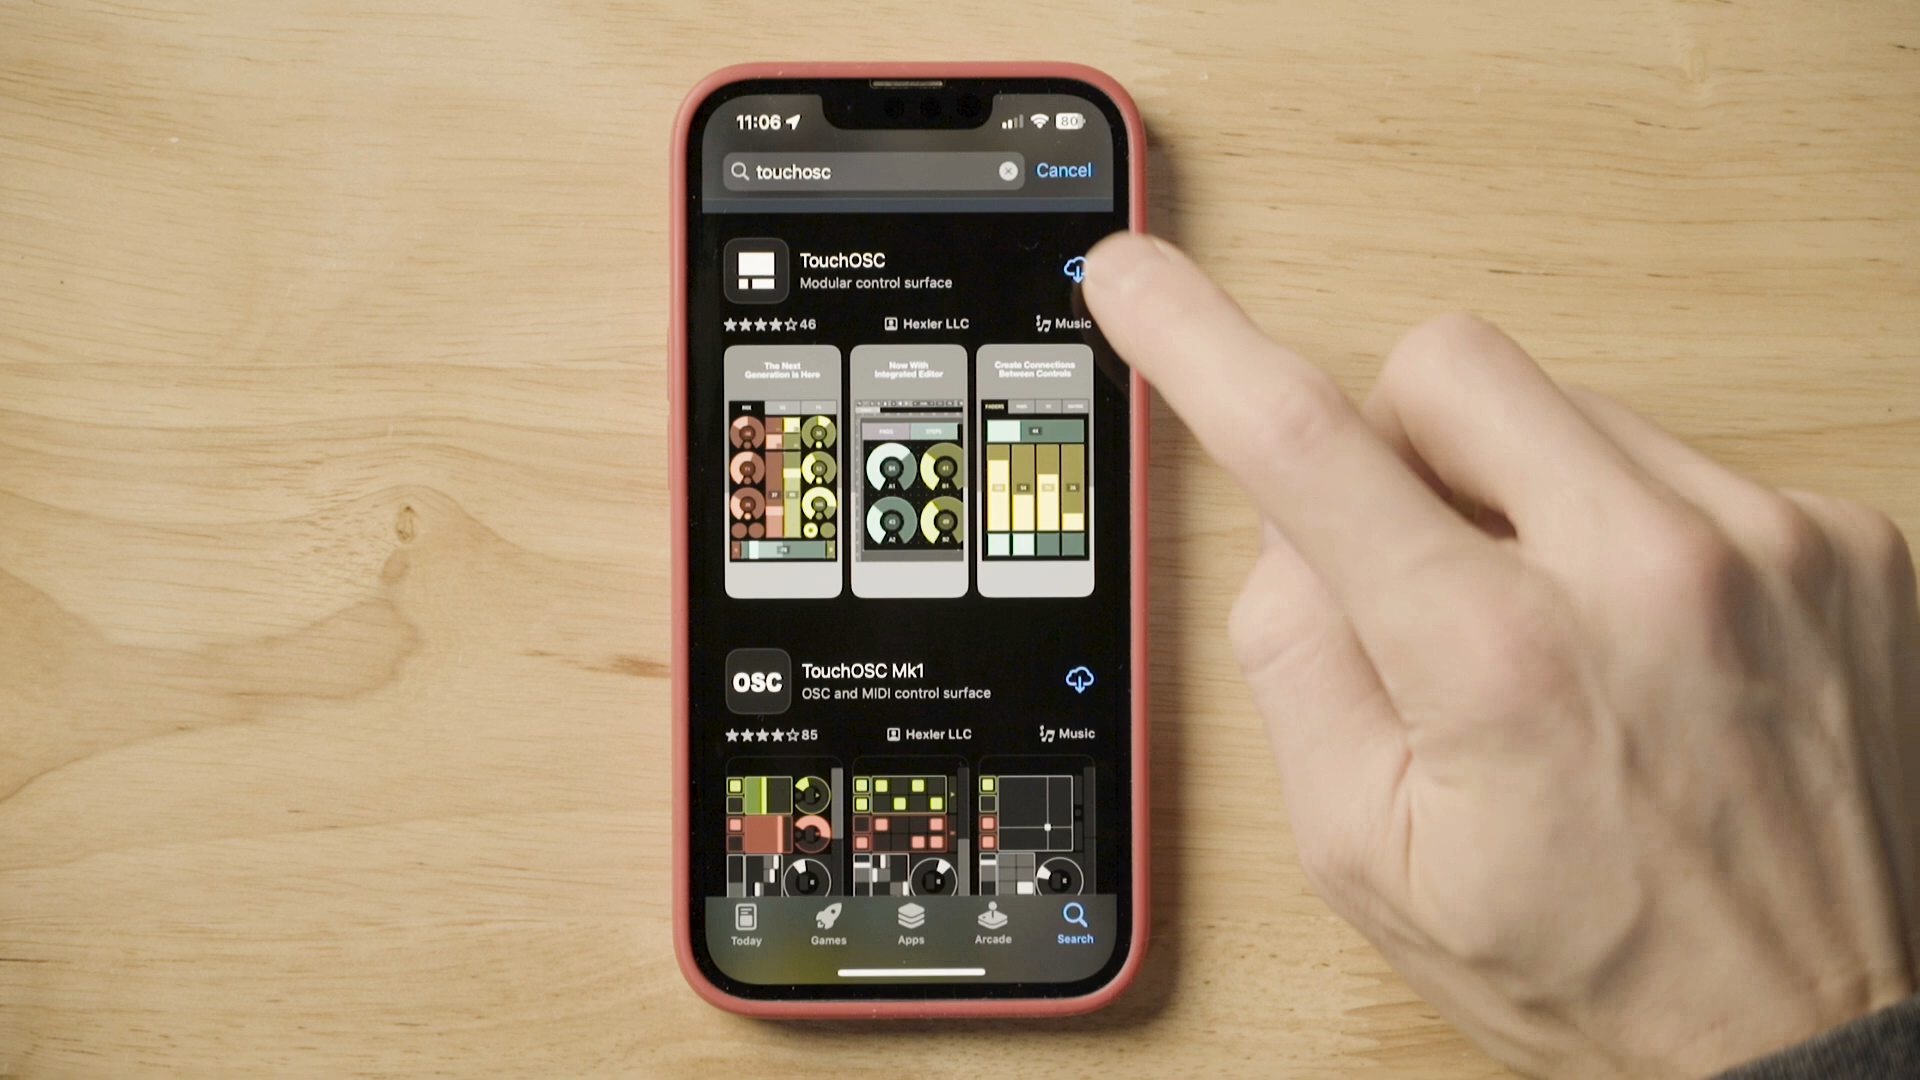 11:06
80
touchosc
Cancel
TouchOSC
Modular control surface
46
Hexler LLC
Music
The Next
Generation is Here
Now With
Integrated Editor
Create Connections
Between Controls
OSC
TouchOSC Mk1
OSC and MIDI control surface
85
Hexler LLC
Music
Today
Games
Apps
Arcade
Search